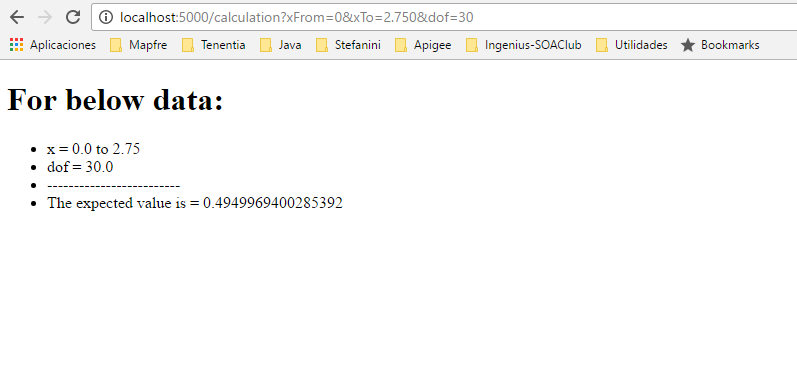 localhost:5000/calculation?xFrom=0&xTo=2.750&dof=30
Aplicaciones Mapfre Tenentia Java Stefanini Apigee Ingenius-SOAClub Utilidades Bookmarks
For below data:
• x = 0.0 to 2.75
• dof = 30.0
• -------------------------
• The expected value is = 0.4949969400285392